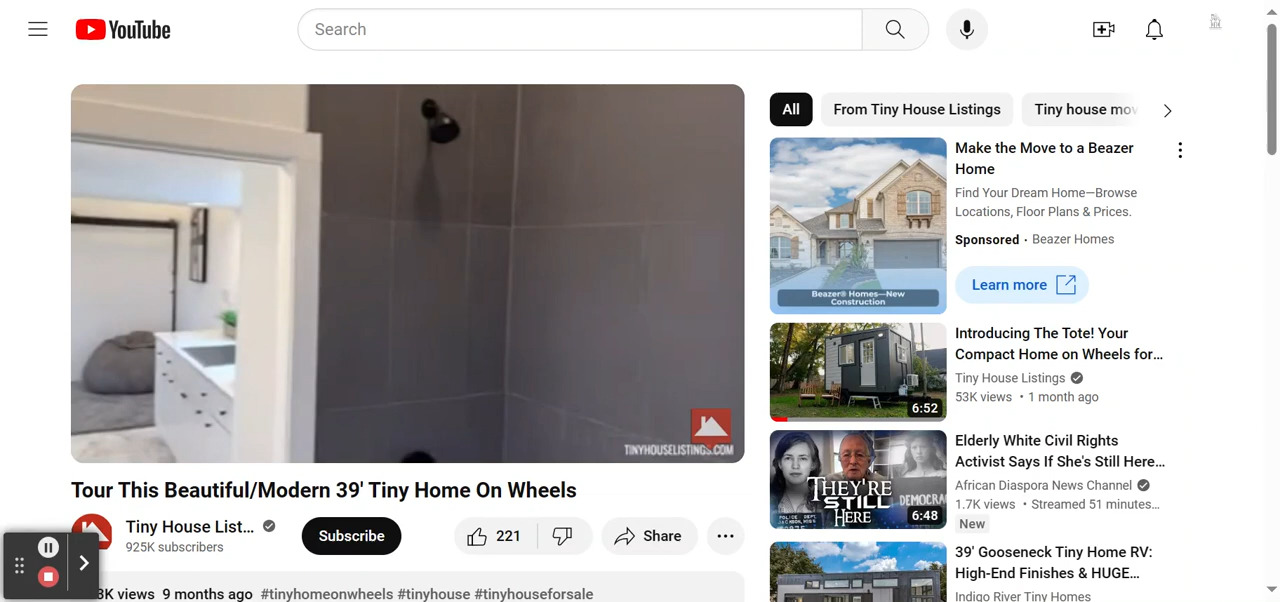 YouTube
Search
All
From Tiny House Listings
Tiny house mov
Make the Move to a Beazer
Home
Find Your Dream Home—Browse
Locations, Floor Plans & Prices.
Sponsored · Beazer Homes
Learn more
Beazer® Homes—New
Construction
Introducing The Tote! Your
Compact Home on Wheels for...
Tiny House Listings
53K views • 1 month ago
6:52
Elderly White Civil Rights
Activist Says If She's Still Here...
African Diaspora News Channel
1.7K views • Streamed 51 minutes...
New
THEY'RE
STILL
HERE
6:48
39' Gooseneck Tiny Home RV:
High-End Finishes & HUGE...
Indigo River Tiny Homes
TINYHOUSELISTINGS.COM
Tour This Beautiful/Modern 39' Tiny Home On Wheels
Tiny House List...
925K subscribers
Subscribe
221
Share
K views 9 months ago #tinyhomeonwheels #tinyhouse #tinyhouseforsale